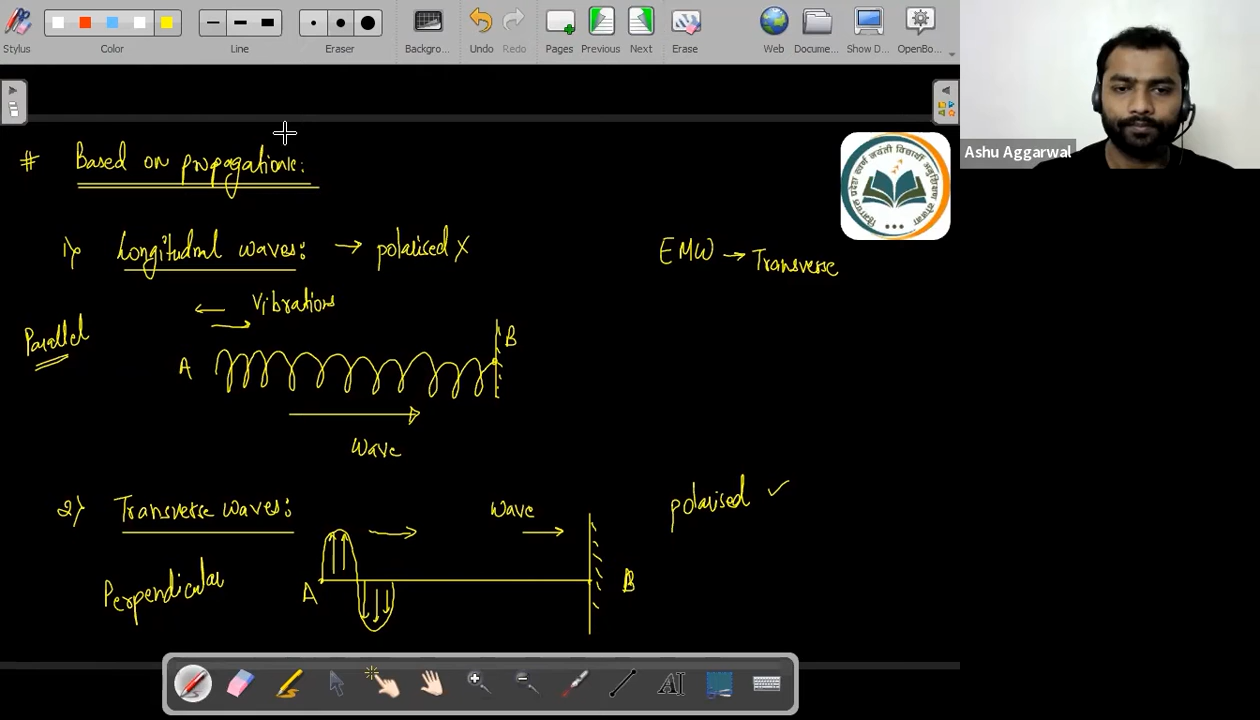 Stylus
Color
Line
Eraser
Backgro...
Undo
Redo
Pages
Previous
Next
Erase
Web
Docume...
Show D...
OpenBo...
Ashu Aggarwal
# Based on propagation:
1) Longitudnal waves: → polarised X
EMW → Transverse
Vibrations
Parallel
A
B
Wave
2) Transverse waves:
Wave
polarised ✓
Perpendicular
A
B